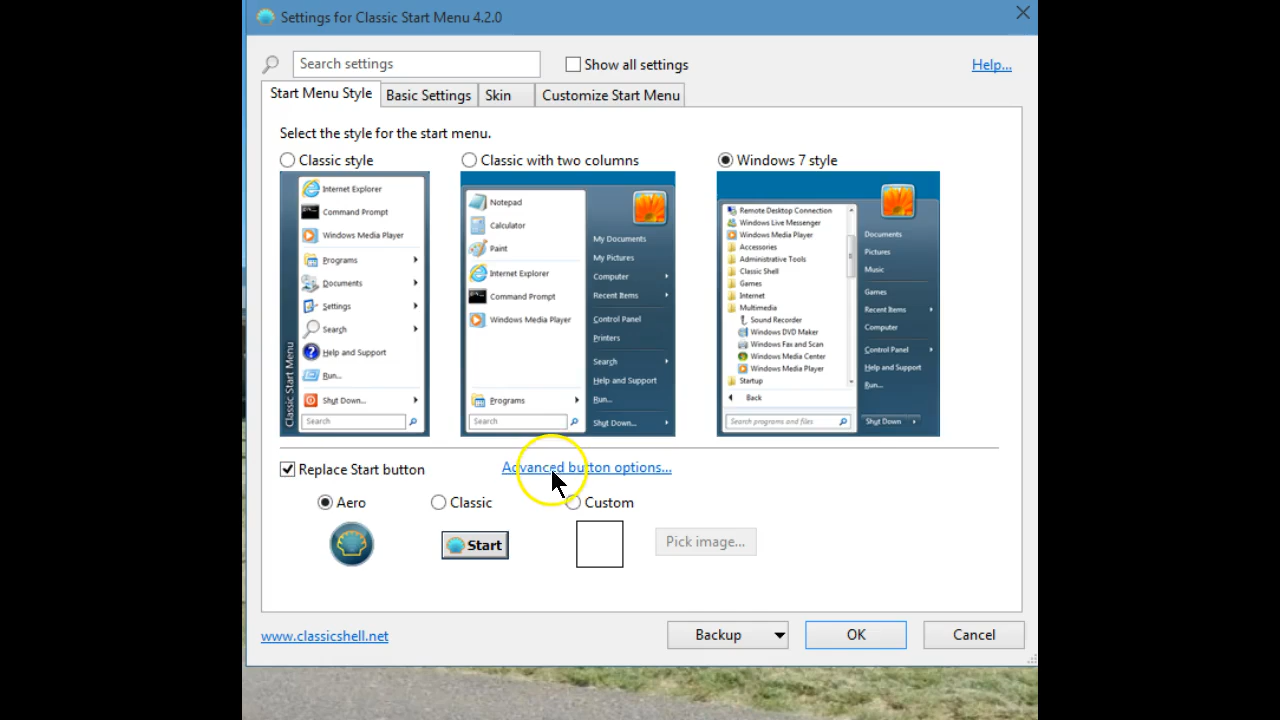 Settings for Classic Start Menu 4.2.0
Search settings
Show all settings
Help...
Start Menu Style
Basic Settings
Skin
Customize Start Menu
Select the style for the start menu.
Classic style
Internet Explorer
Command Prompt
Windows Media Player
Programs
Documents
Settings
Search
Help and Support
Run...
Shut Down...
Search
Classic Start Menu
Classic with two columns
Notepad
Calculator
Paint
Internet Explorer
Command Prompt
Windows Media Player
Programs
Search
My Documents
My Pictures
Computer
Recent Items
Control Panel
Printers
Search
Help and Support
Run...
Shut Down...
Windows 7 style
Remote Desktop Connection
Windows Live Messenger
Windows Media Player
Accessories
Administrative Tools
Classic Shell
Games
Internet
Multimedia
Sound Recorder
Windows DVD Maker
Windows Fax and Scan
Windows Media Center
Windows Media Player
Startup
Back
Search programs and files
Documents
Pictures
Music
Games
Recent Items
Computer
Control Panel
Help and Support
Run...
Shut Down
Replace Start button
Advanced button options...
Aero
Classic
Custom
Start
Pick image...
www.classicshell.net
Backup
OK
Cancel